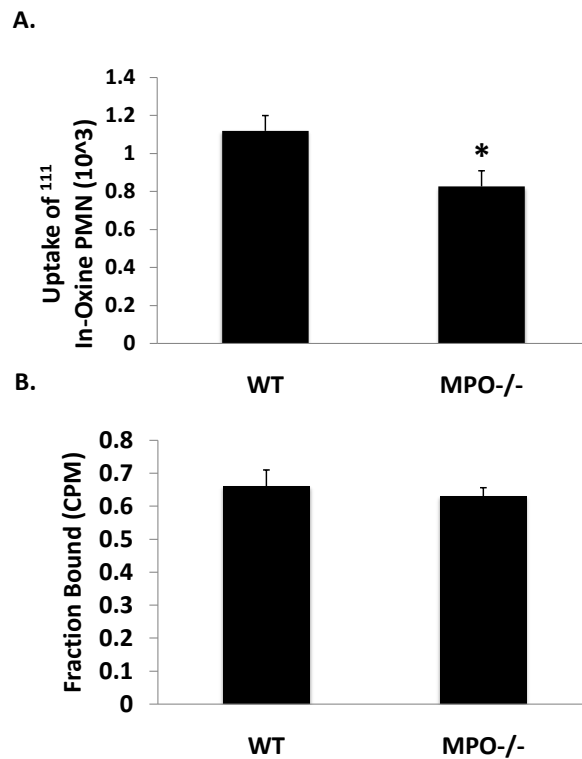 A.
Uptake of ¹¹¹
In-Oxine PMN (10^3)
1.4
1.2
1
0.8
0.6
0.4
0.2
0
*
WT MPO-/-
B.
Fraction Bound (CPM)
0.8
0.7
0.6
0.5
0.4
0.3
0.2
0.1
0
WT MPO-/-